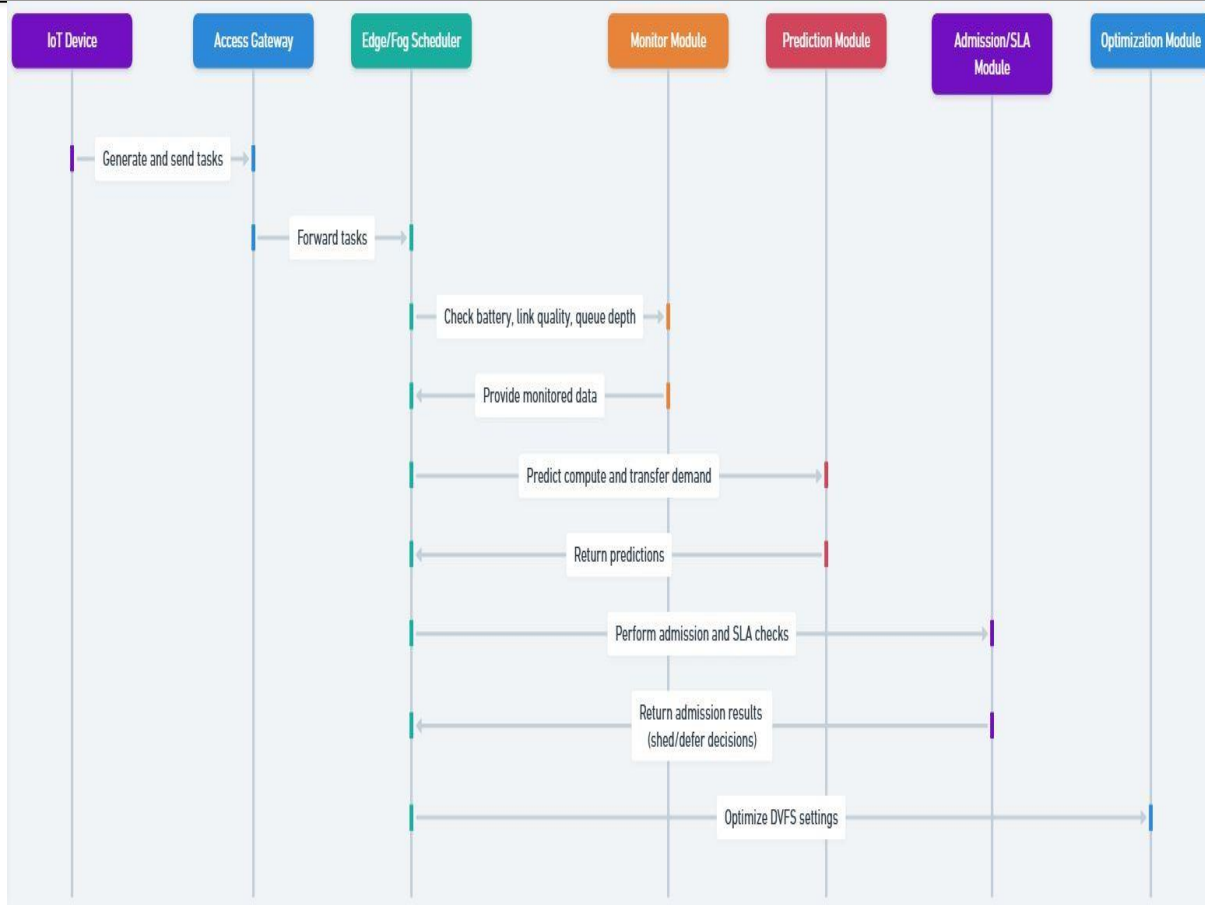 IoT Device
Access Gateway
Edge/Fog Scheduler
Monitor Module
Prediction Module
Admission/SLA
Module
Optimization Module
Generate and send tasks
Forward tasks
Check battery, link quality, queue depth
Provide monitored data
Predict compute and transfer demand
Return predictions
Perform admission and SLA checks
Return admission results
(shed/defer decisions)
Optimize DVFS settings